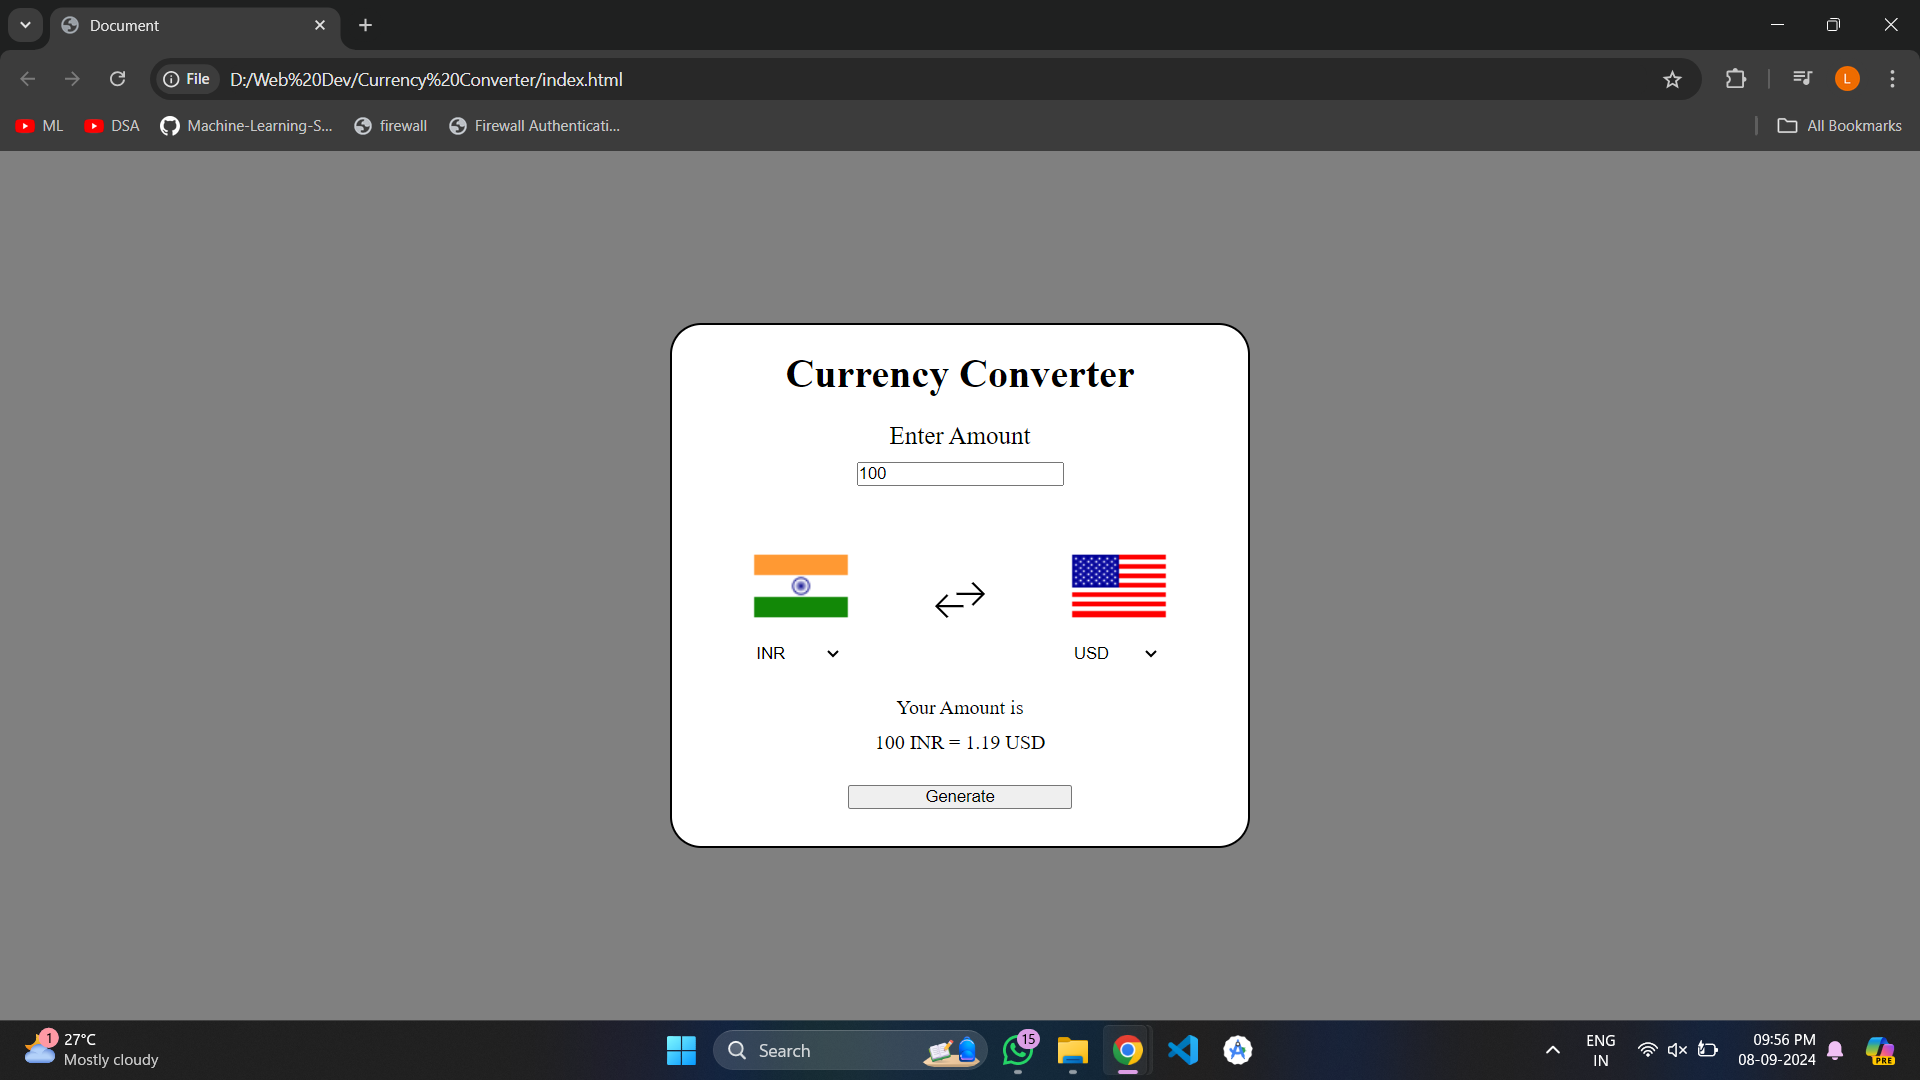 Document
File D:/Web%20Dev/Currency%20Converter/index.html L
ML DSA Machine-Learning-S... firewall Firewall Authenticati... All Bookmarks
Currency Converter
Enter Amount
100
INR USD
Your Amount is
100 INR = 1.19 USD
Generate
1 27°C
Mostly cloudy
Search
15
ENG
IN
09:56 PM
08-09-2024
PRE